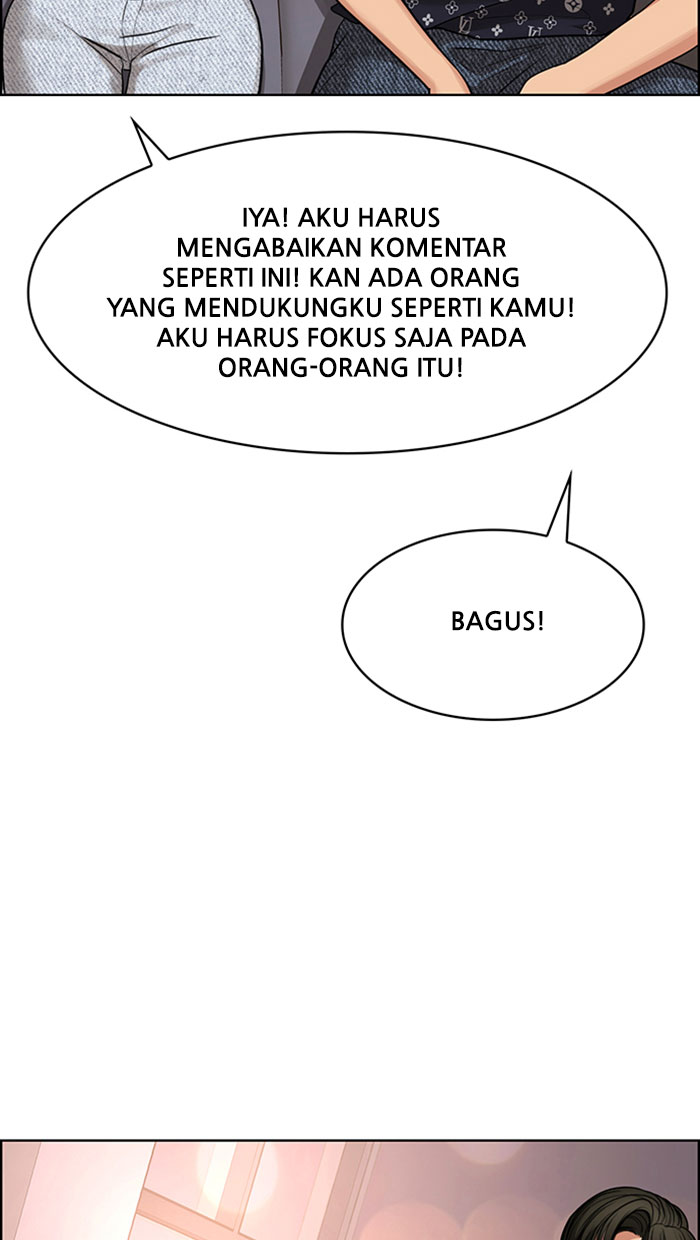 IYA! AKU HARUS
MENGABAIKAN KOMENTAR
SEPERTI INI! KAN ADA ORANG
YANG MENDUKUNGKU SEPERTI KAMU!
AKU HARUS FOKUS SAJA PADA
ORANG-ORANG ITU!
BAGUS!